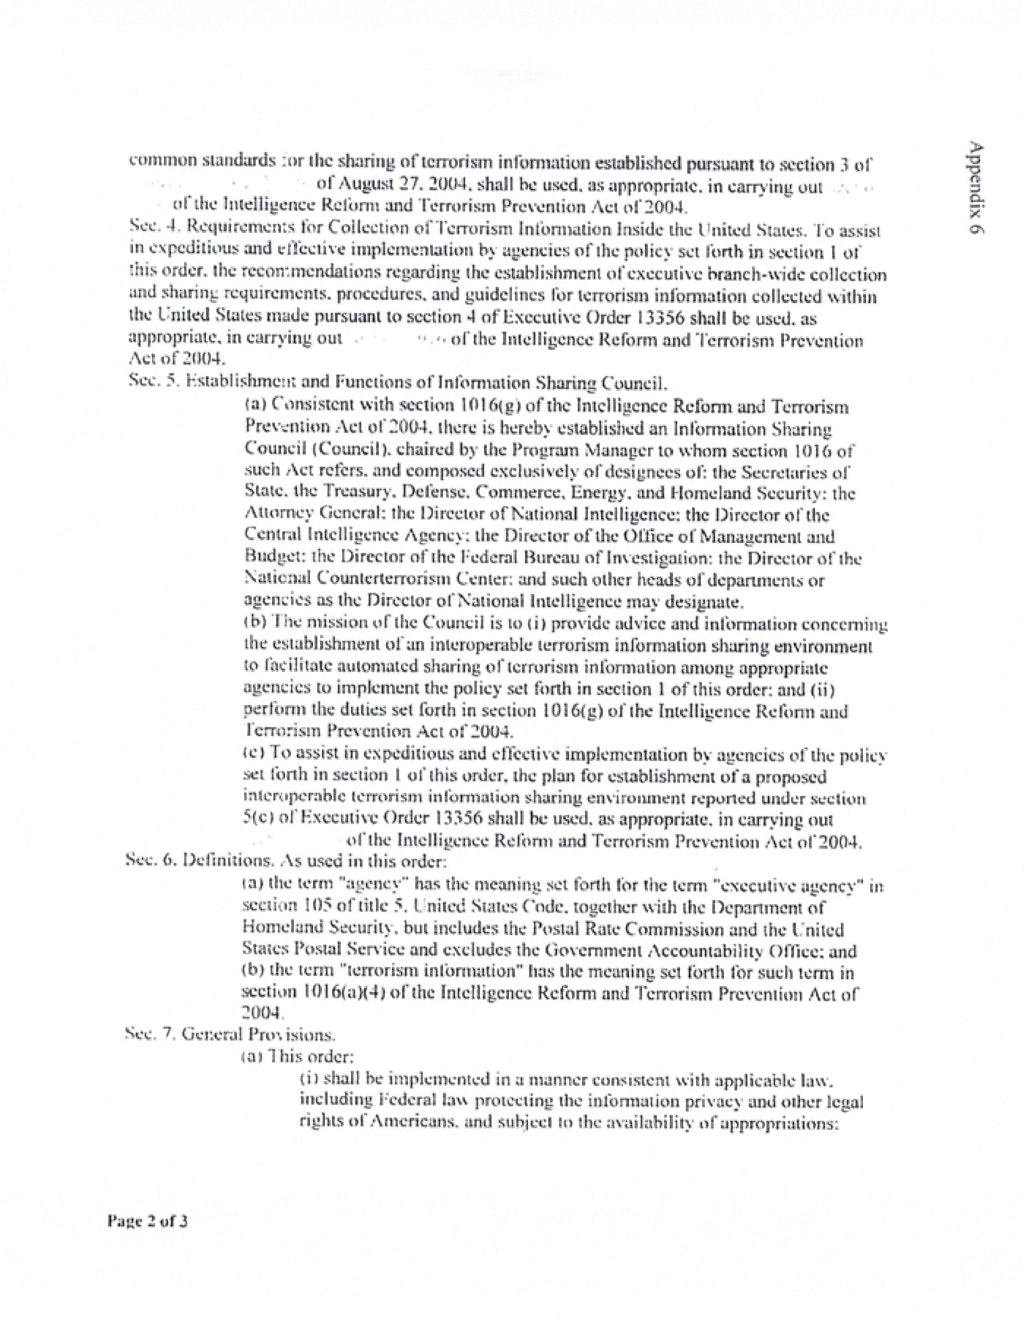 Appendix 6
common standards for the sharing of terrorism information established pursuant to section 3 of
of August 27, 2004, shall be used, as appropriate, in carrying out
of the Intelligence Reform and Terrorism Prevention Act of 2004.
Sec. 4. Requirements for Collection of Terrorism Information Inside the United States. To assist
in expeditious and effective implementation by agencies of the policy set forth in section 1 of
this order, the recommendations regarding the establishment of executive branch-wide collection
and sharing requirements, procedures, and guidelines for terrorism information collected within
the United States made pursuant to section 4 of Executive Order 13356 shall be used, as
appropriate, in carrying out of the Intelligence Reform and Terrorism Prevention
Act of 2004.
Sec. 5. Establishment and Functions of Information Sharing Council.
(a) Consistent with section 1016(g) of the Intelligence Reform and Terrorism
Prevention Act of 2004, there is hereby established an Information Sharing
Council (Council), chaired by the Program Manager to whom section 1016 of
such Act refers, and composed exclusively of designees of: the Secretaries of
State, the Treasury, Defense, Commerce, Energy, and Homeland Security; the
Attorney General; the Director of National Intelligence; the Director of the
Central Intelligence Agency; the Director of the Office of Management and
Budget; the Director of the Federal Bureau of Investigation; the Director of the
National Counterterrorism Center; and such other heads of departments or
agencies as the Director of National Intelligence may designate.
(b) The mission of the Council is to (i) provide advice and information concerning
the establishment of an interoperable terrorism information sharing environment
to facilitate automated sharing of terrorism information among appropriate
agencies to implement the policy set forth in section 1 of this order; and (ii)
perform the duties set forth in section 1016(g) of the Intelligence Reform and
Terrorism Prevention Act of 2004.
(c) To assist in expeditious and effective implementation by agencies of the policy
set forth in section 1 of this order, the plan for establishment of a proposed
interoperable terrorism information sharing environment reported under section
5(c) of Executive Order 13356 shall be used, as appropriate, in carrying out
of the Intelligence Reform and Terrorism Prevention Act of 2004.
Sec. 6. Definitions. As used in this order:
(a) the term "agency" has the meaning set forth for the term "executive agency" in
section 105 of title 5, United States Code, together with the Department of
Homeland Security, but includes the Postal Rate Commission and the United
States Postal Service and excludes the Government Accountability Office; and
(b) the term "terrorism information" has the meaning set forth for such term in
section 1016(a)(4) of the Intelligence Reform and Terrorism Prevention Act of
2004.
Sec. 7. General Provisions.
(a) This order:
(i) shall be implemented in a manner consistent with applicable law,
including Federal law protecting the information privacy and other legal
rights of Americans, and subject to the availability of appropriations;
Page 2 of 3